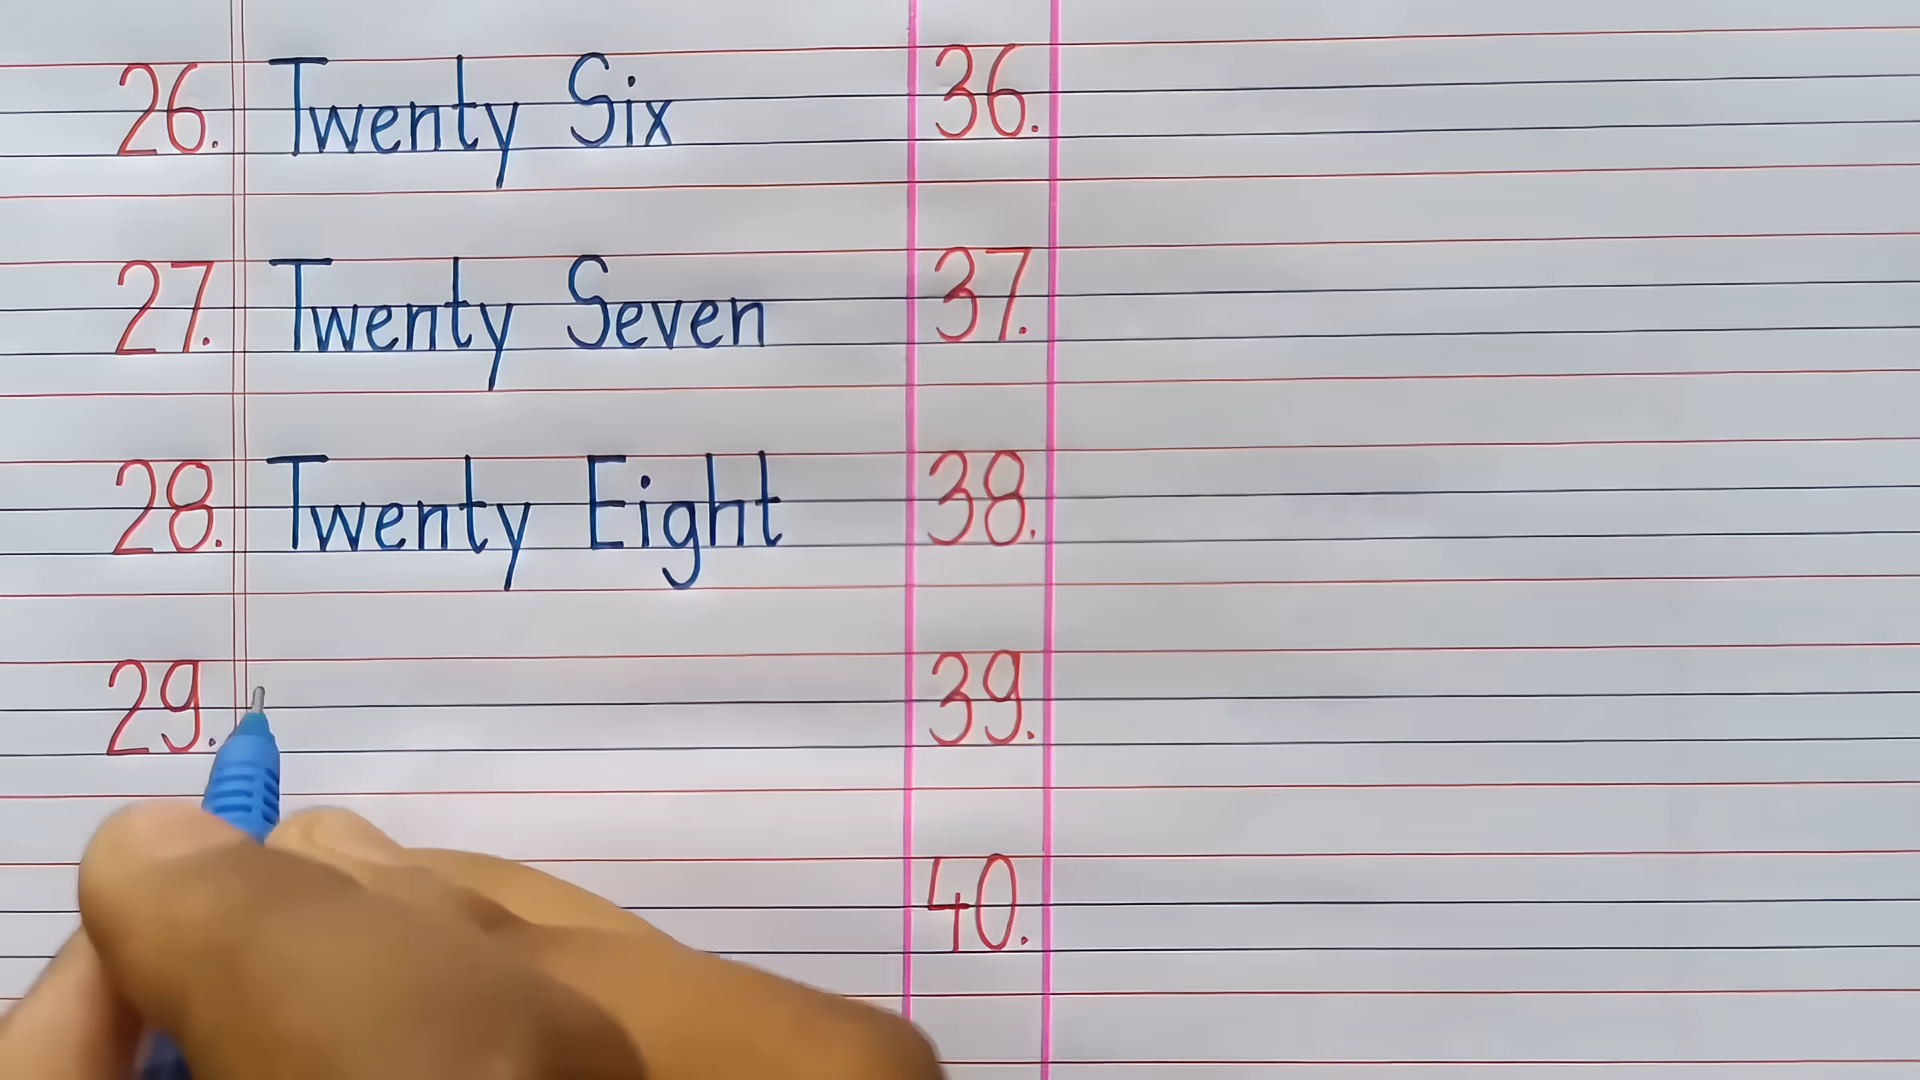 26. Twenty Six
27. Twenty Seven
28. Twenty Eight
29.
36.
37.
38.
39.
40.